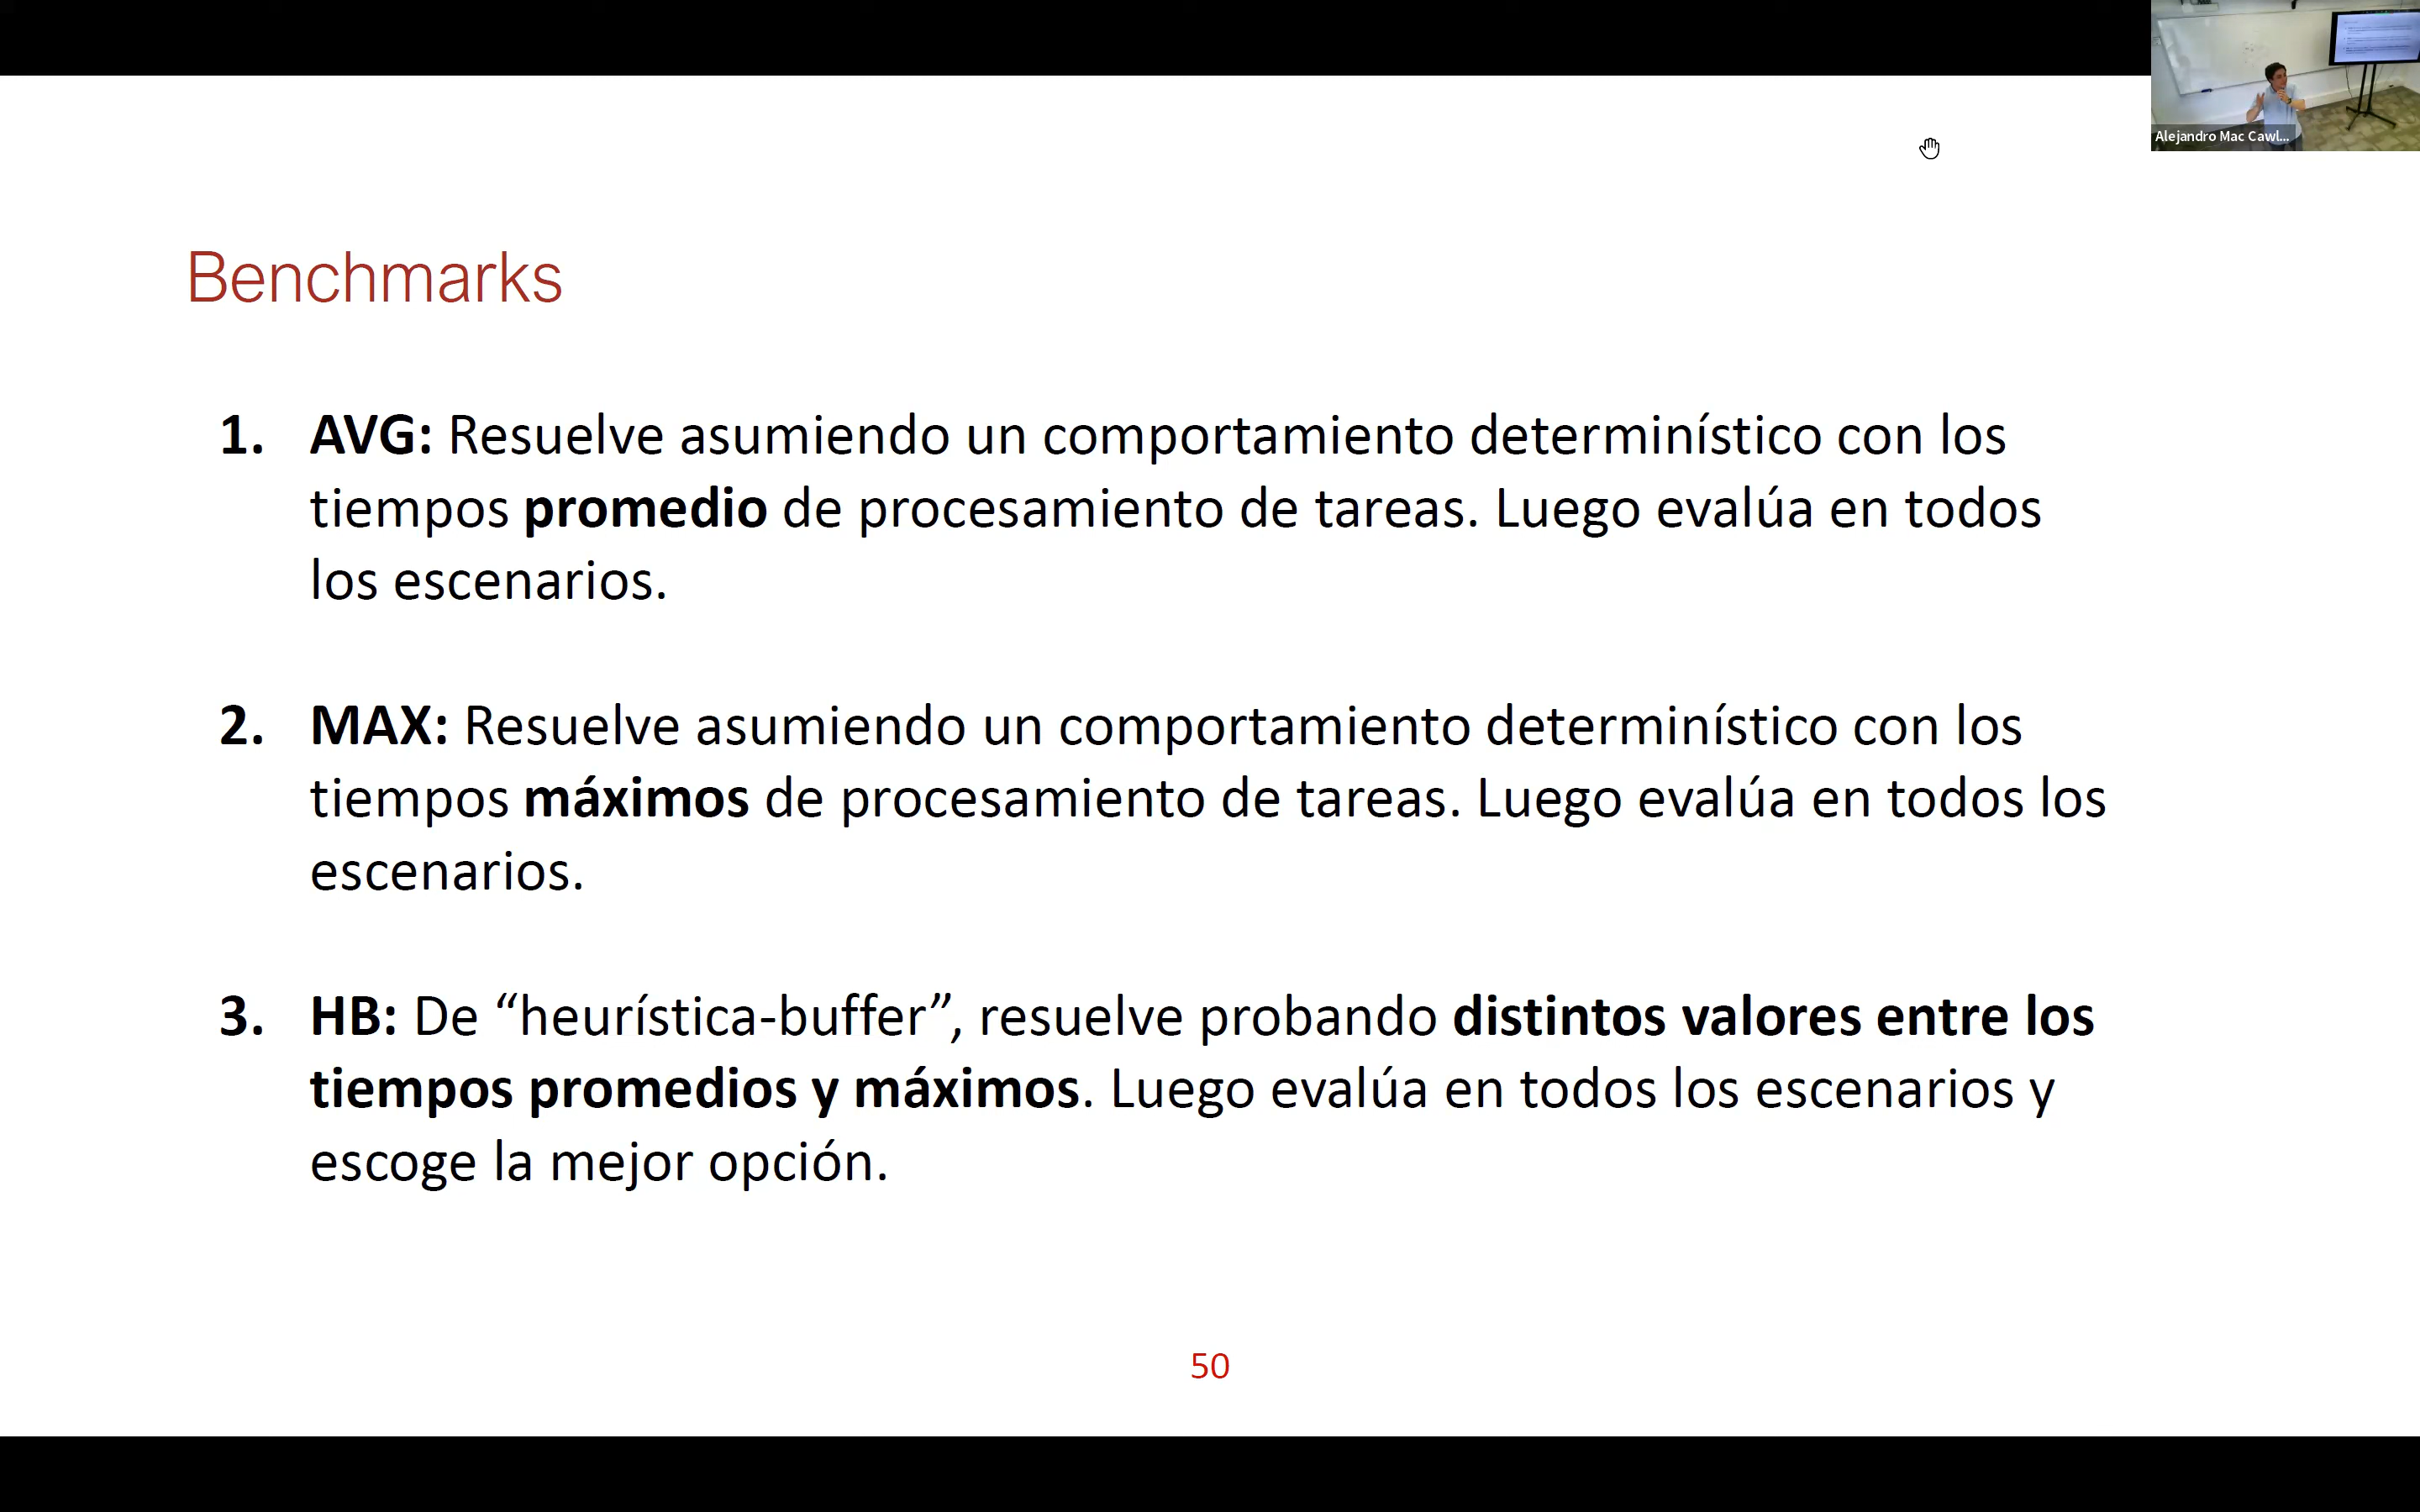 Alejandro Mac Cawl...
Benchmarks
1. AVG: Resuelve asumiendo un comportamiento determinístico con los
tiempos promedio de procesamiento de tareas. Luego evalúa en todos
los escenarios.
2. MAX: Resuelve asumiendo un comportamiento determinístico con los
tiempos máximos de procesamiento de tareas. Luego evalúa en todos los
escenarios.
3. HB: De “heurística-buffer”, resuelve probando distintos valores entre los
tiempos promedios y máximos. Luego evalúa en todos los escenarios y
escoge la mejor opción.
50